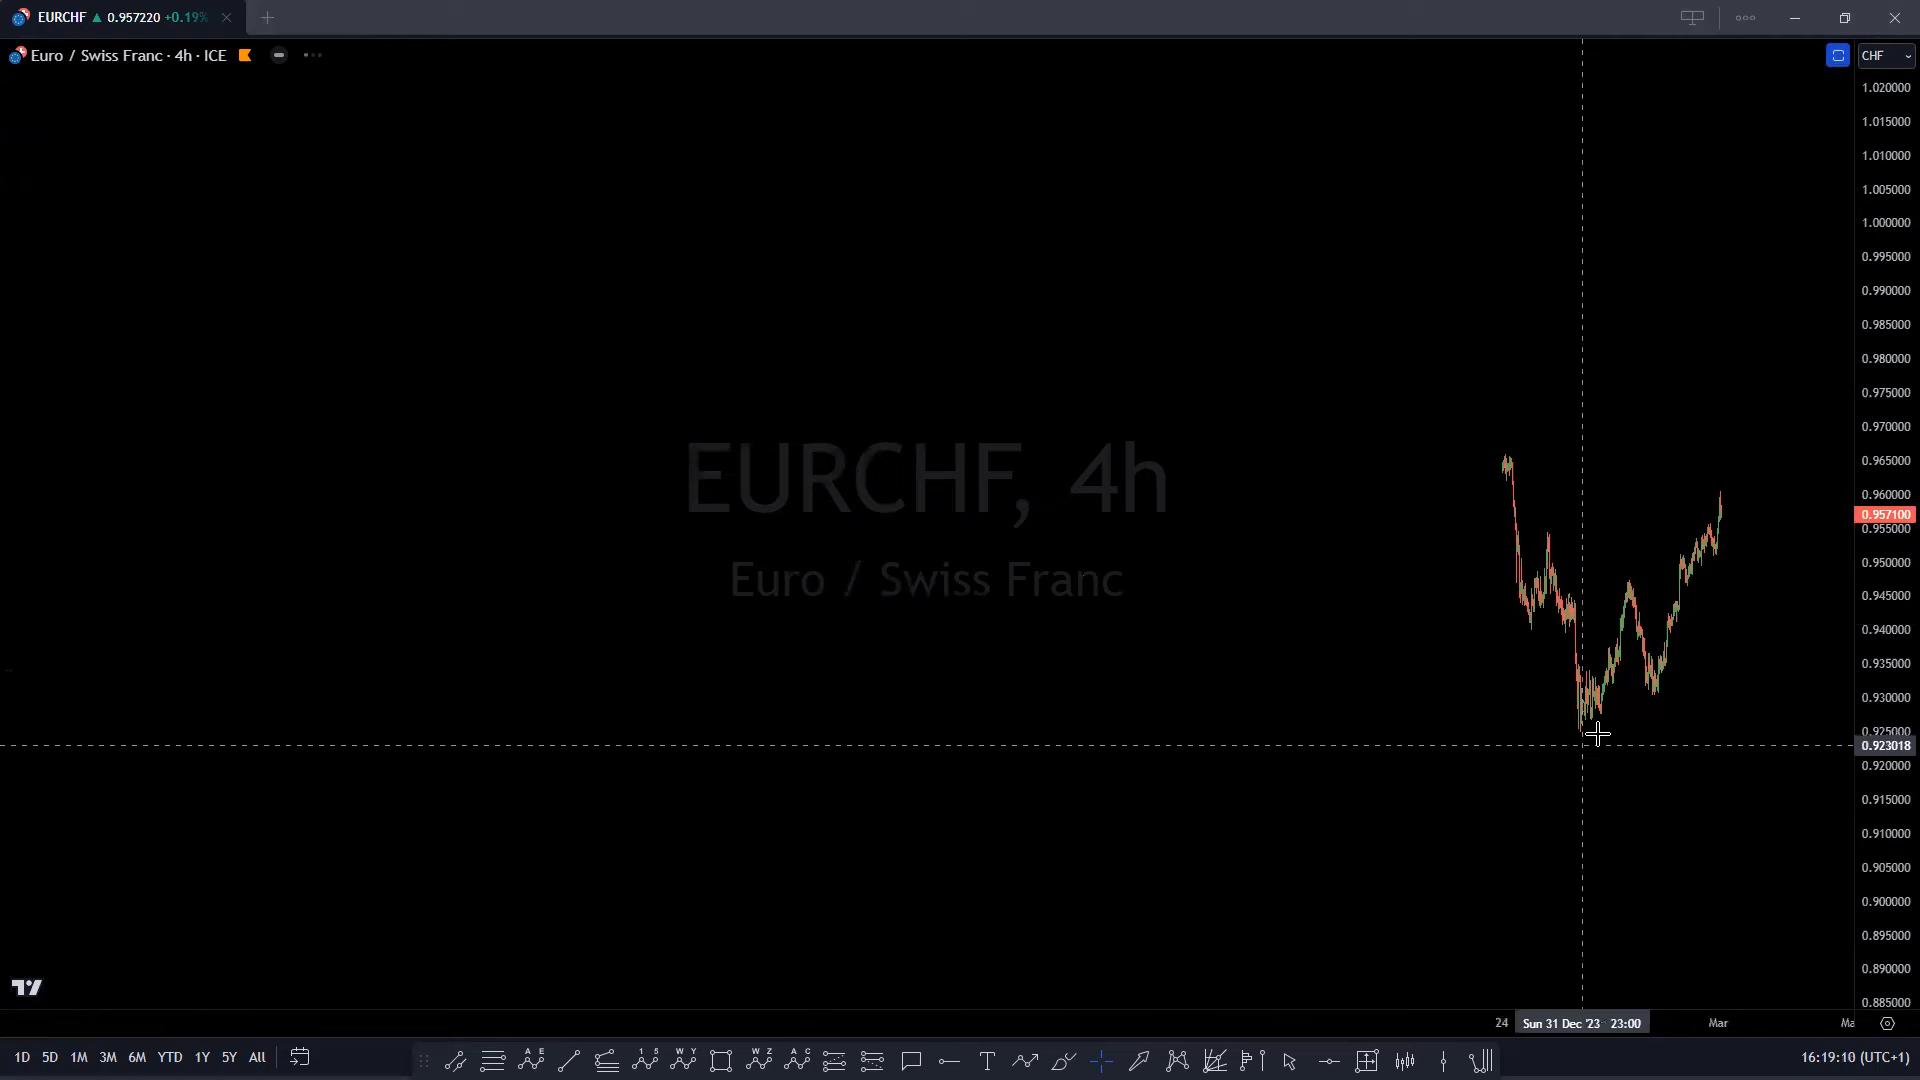 EURCHF ▲ 0.957220 +0.19%
Euro / Swiss Franc · 4h · ICE
CHF
1.020000
1.015000
1.010000
1.005000
1.000000
0.995000
0.990000
0.985000
0.980000
0.975000
0.970000
0.965000
0.960000
0.957100
0.955000
0.950000
0.945000
0.940000
0.935000
0.930000
0.925000
0.923018
0.920000
0.915000
0.910000
0.905000
0.900000
0.895000
0.890000
0.885000
EURCHF, 4h
Euro / Swiss Franc
24
Sun 31 Dec '23 23:00
Mar
Ma
1D 5D 1M 3M 6M YTD 1Y 5Y All
A E
1 5
W Y
W Z
A C
T
16:19:10 (UTC+1)